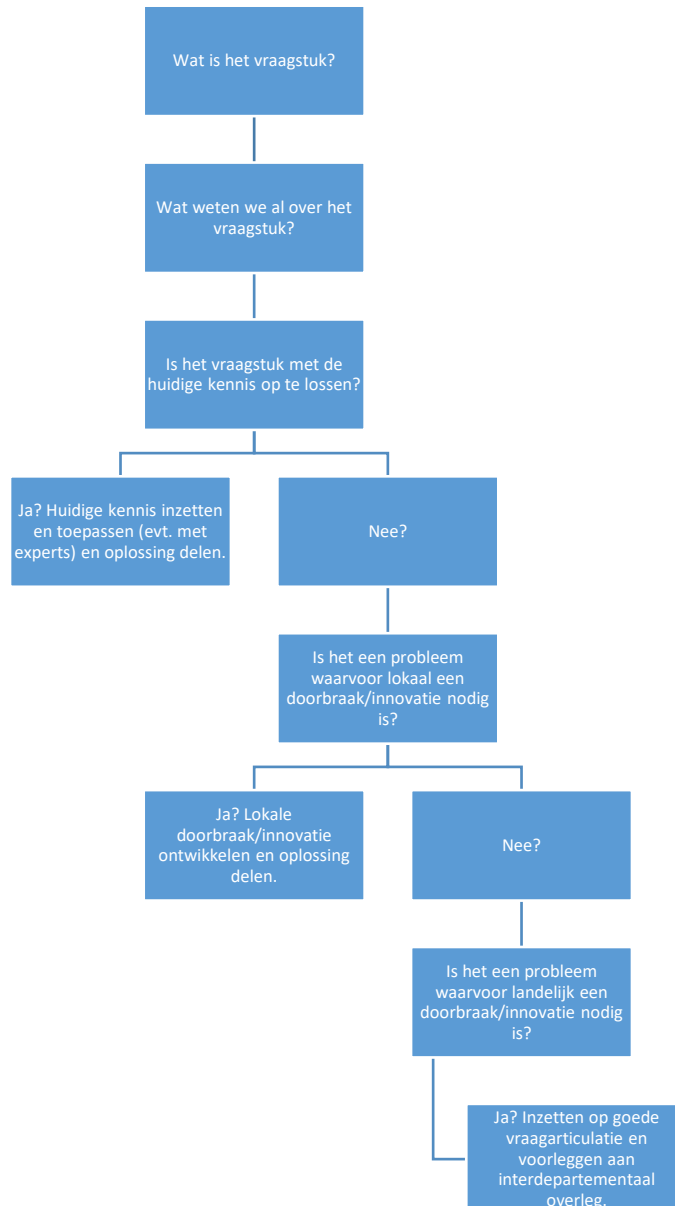 Wat is het vraagstuk?
Wat weten we al over het
vraagstuk?
Is het vraagstuk met de
huidige kennis op te lossen?
Ja? Huidige kennis inzetten
en toepassen (evt. met
experts) en oplossing delen.
Nee?
Is het een probleem
waarvoor lokaal een
doorbraak/innovatie nodig
is?
Ja? Lokale
doorbraak/innovatie
ontwikkelen en oplossing
delen.
Nee?
Is het een probleem
waarvoor landelijk een
doorbraak/innovatie nodig
is?
Ja? Inzetten op goede
vraagarticulatie en
voorleggen aan
interdepartementaal
overleg.